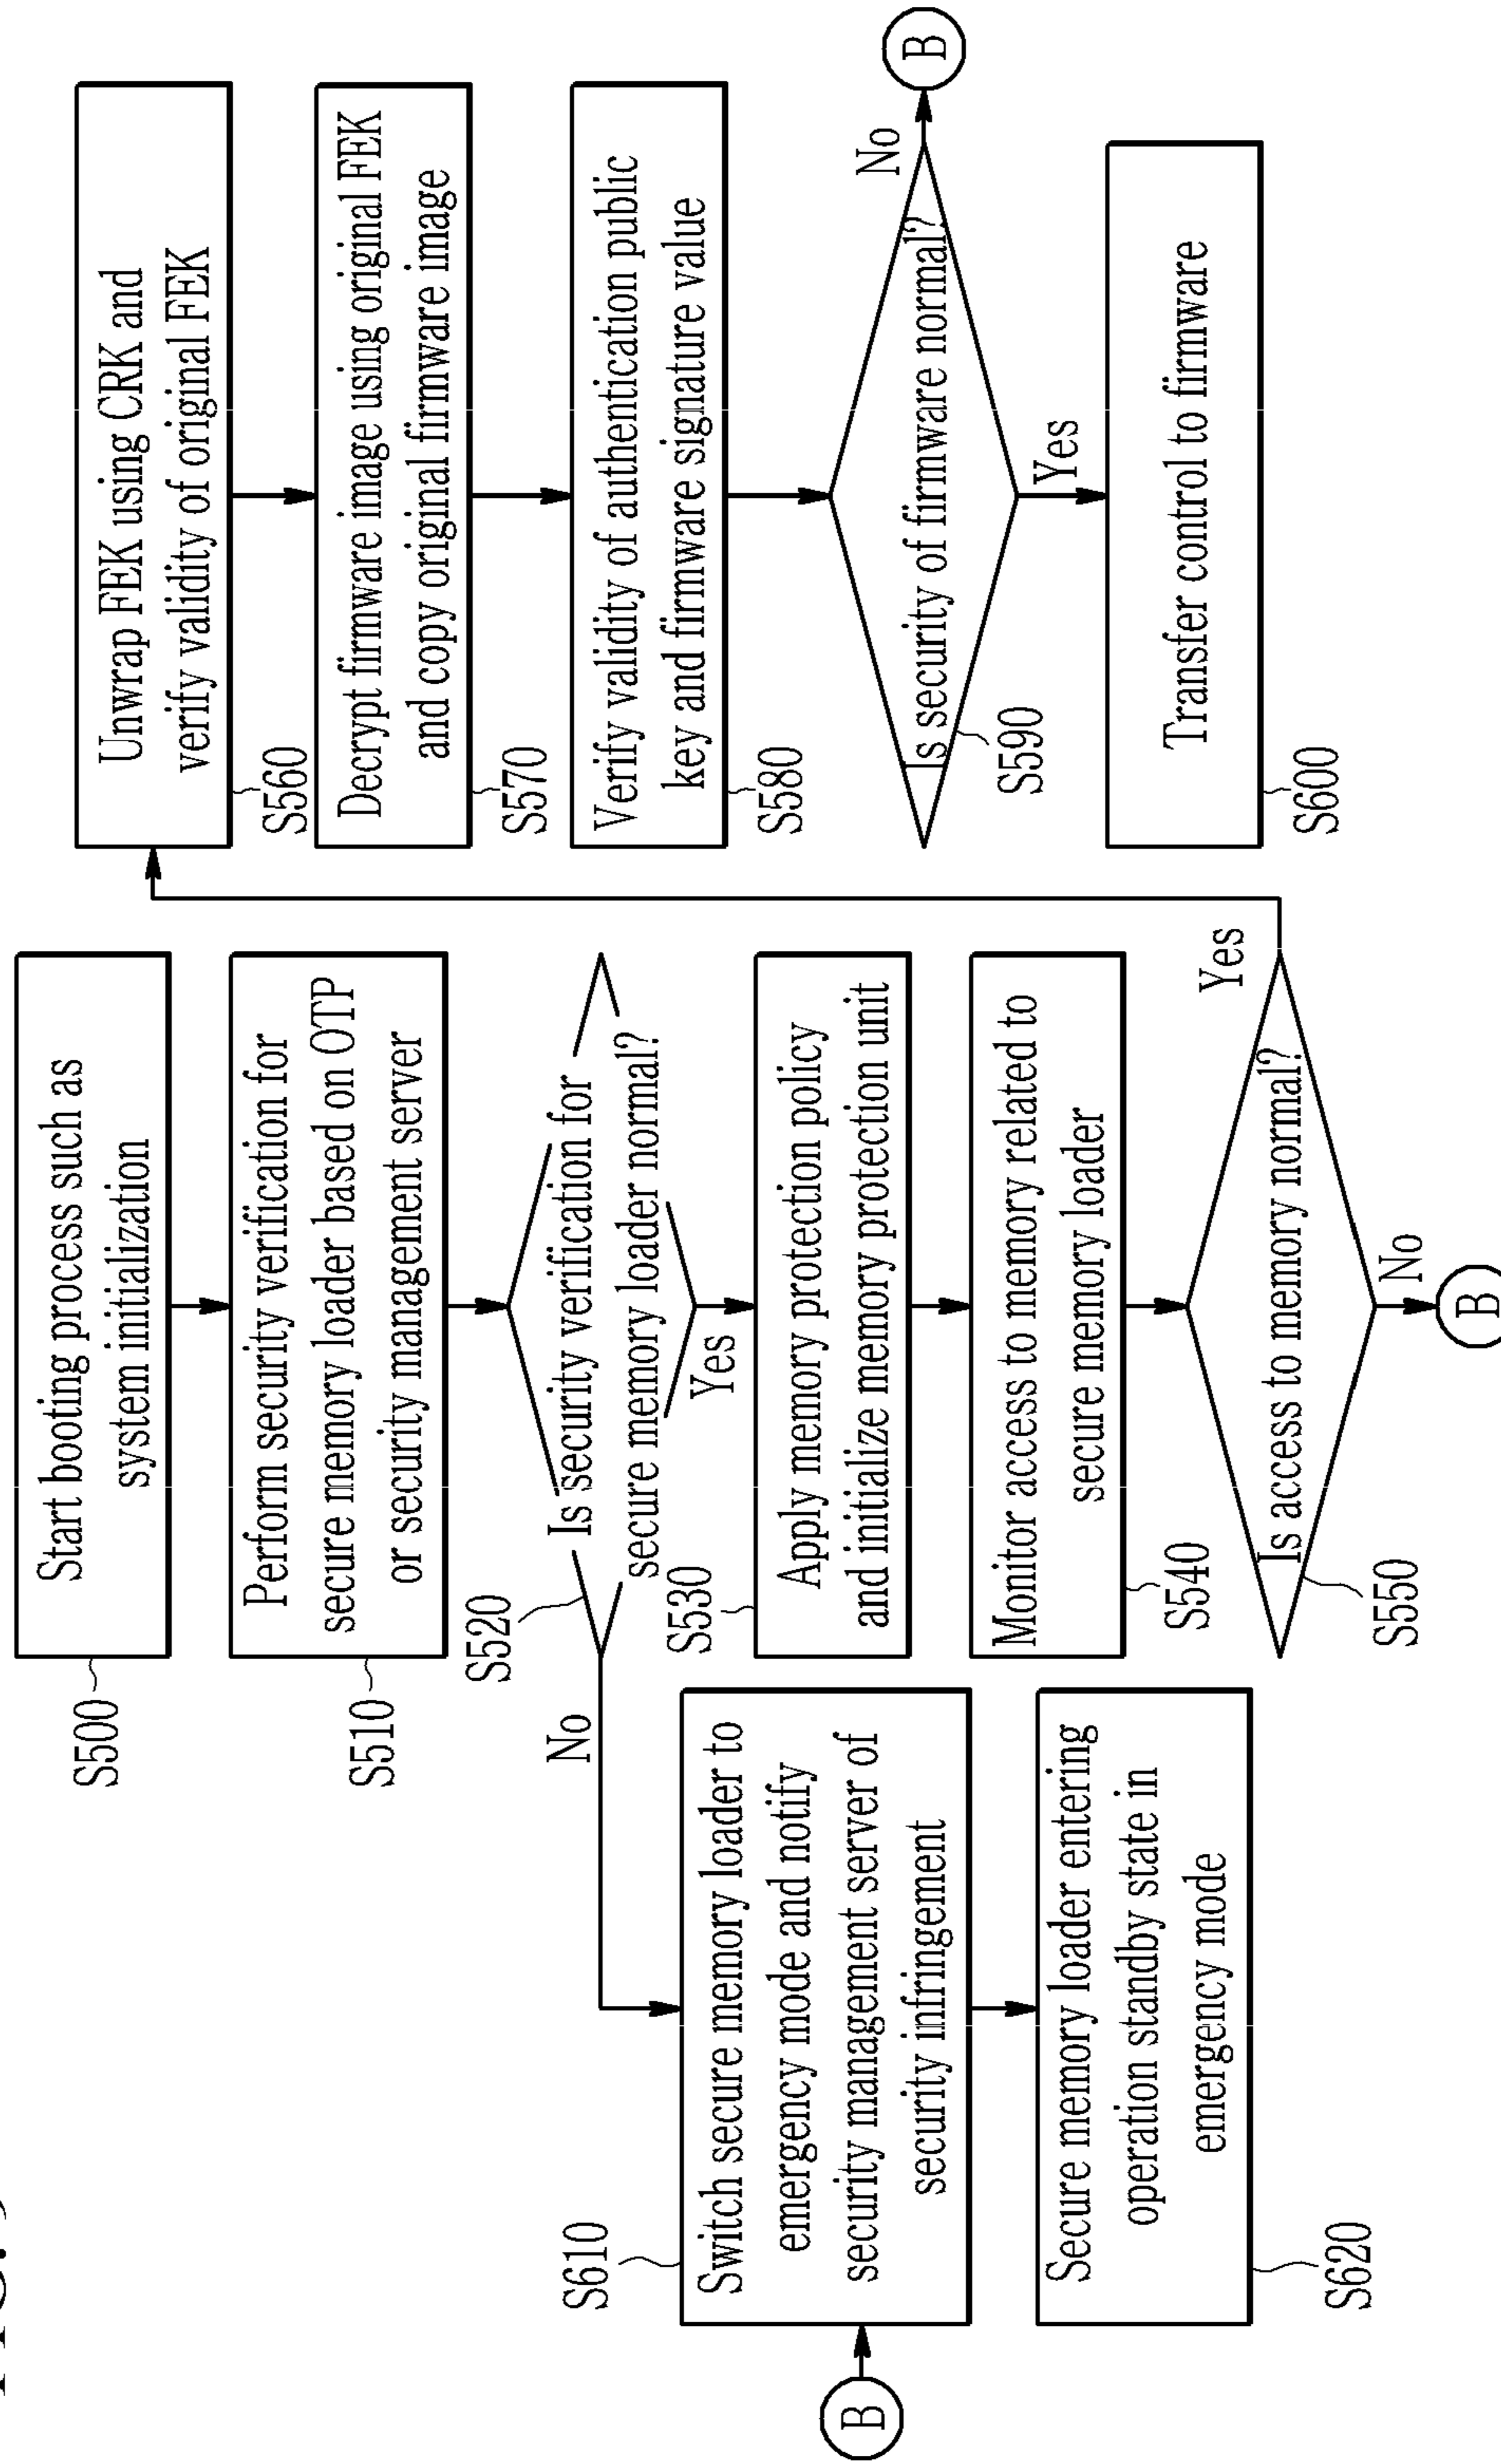 S500
Start booting process such as
system initialization
S510
Perform security verification for
secure memory loader based on OTP
or security management server
S520
Is security verification for
secure memory loader normal?
No
Yes
S530
Apply memory protection policy
and initialize memory protection unit
S540
Monitor access to memory related to
secure memory loader
S550
Is access to memory normal?
Yes
No
B
B
S610
Switch secure memory loader to
emergency mode and notify
security management server of
security infringement
S620
Secure memory loader entering
operation standby state in
emergency mode
Unwrap FEK using CRK and
verify validity of original FEK
S560
Decrypt firmware image using original FEK
and copy original firmware image
S570
Verify validity of authentication public
key and firmware signature value
S580
Is security of firmware normal?
No
B
S590
Yes
Transfer control to firmware
S600